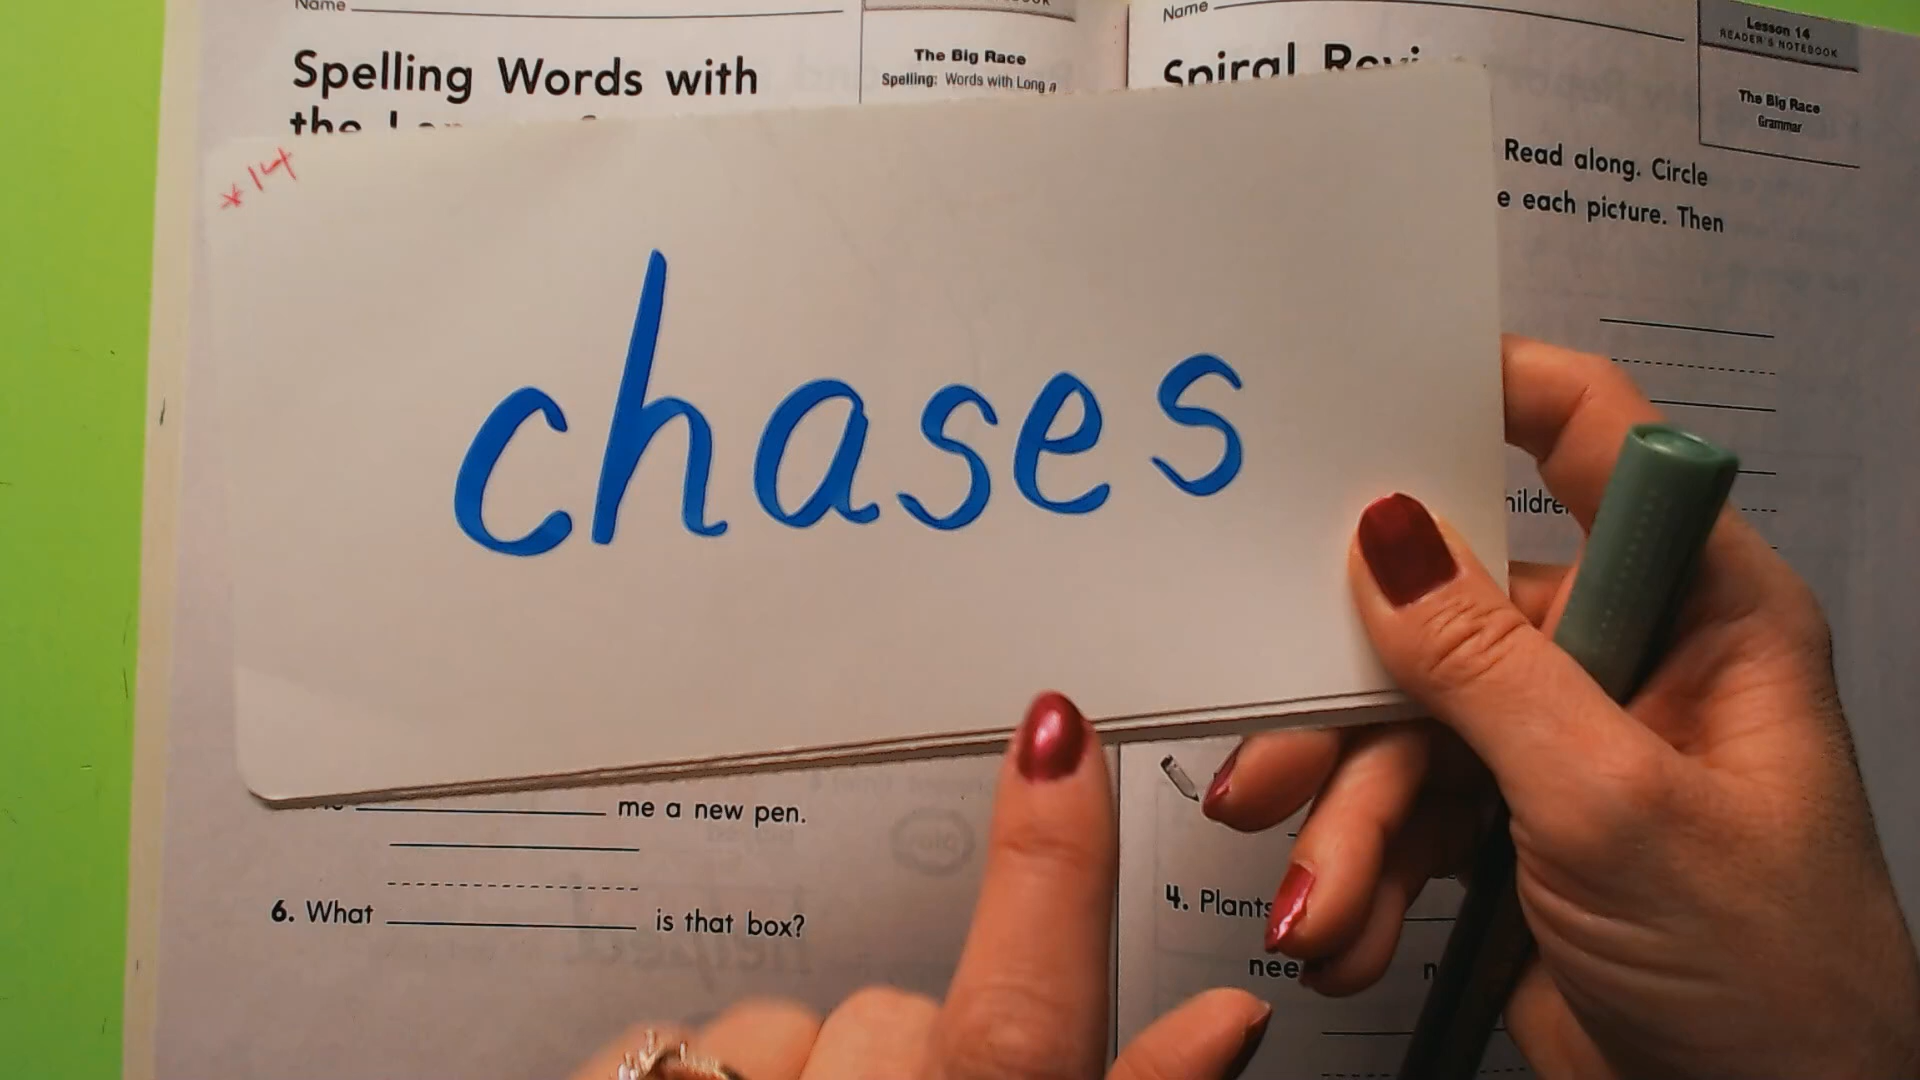 Name
Spelling Words with
the
The Big Race
Spelling: Words with Long a
Name
Spiral
Lesson 14
READER'S NOTEBOOK
The Big Race
Grammar
Read along. Circle
each picture. Then
*14
chases
me a new pen.
6. What is that box?
4. Plants